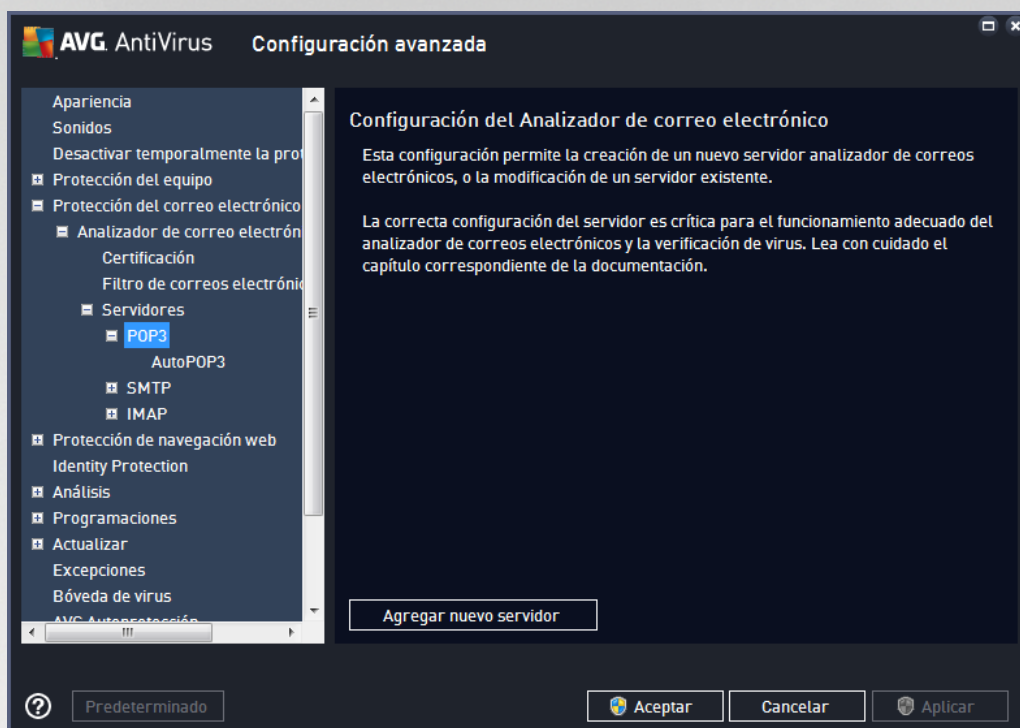 AVG. AntiVirus Configuración avanzada
Apariencia
Sonidos
Desactivar temporalmente la prot
Protección del equipo
Protección del correo electrónico
Analizador de correo electrón
Certificación
Filtro de correos electrónic
Servidores
POP3
AutoPOP3
SMTP
IMAP
Protección de navegación web
Identity Protection
Análisis
Programaciones
Actualizar
Excepciones
Bóveda de virus
AVG Autoprotección
Configuración del Analizador de correo electrónico
Esta configuración permite la creación de un nuevo servidor analizador de correos
electrónicos, o la modificación de un servidor existente.
La correcta configuración del servidor es crítica para el funcionamiento adecuado del
analizador de correos electrónicos y la verificación de virus. Lea con cuidado el
capítulo correspondiente de la documentación.
Agregar nuevo servidor
Predeterminado
Aceptar
Cancelar
Aplicar